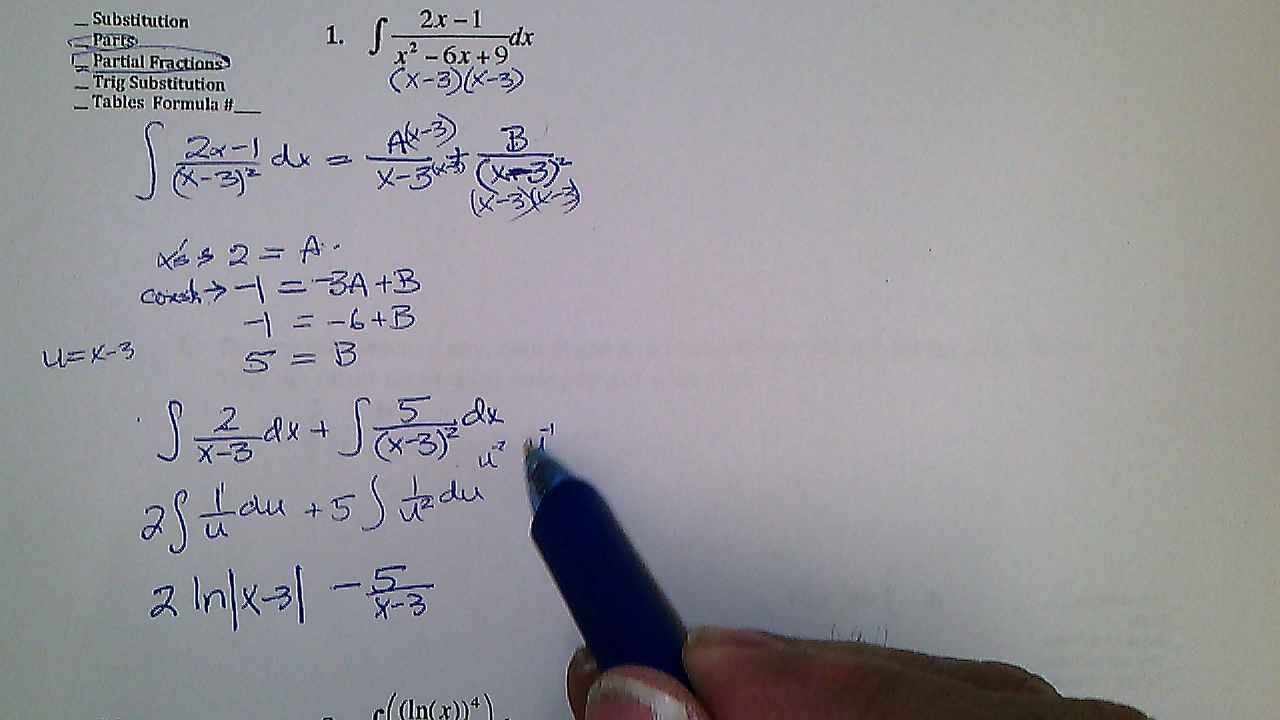 _ Substitution
_ Parts
_ Partial Fractions
_ Trig Substitution
_ Tables Formula #___
1. ∫ (2x – 1)/(x² – 6x + 9) dx
(x-3)(x-3)
∫ (2x-1)/(x-3)² dx = A(x-3)/(x-3(x-3)) + B/(x-3)²
(x-3)(x-3)
x's 2 = A
const → -1 = -3A + B
-1 = -6 + B
u = x-3
5 = B
∫ 2/(x-3) dx + ∫ 5/(x-3)² dx
u⁻² u⁻¹
2∫ 1/u du + 5∫ 1/u² du
2 ln|x-3| - 5/(x-3)
((ln(x))⁴)